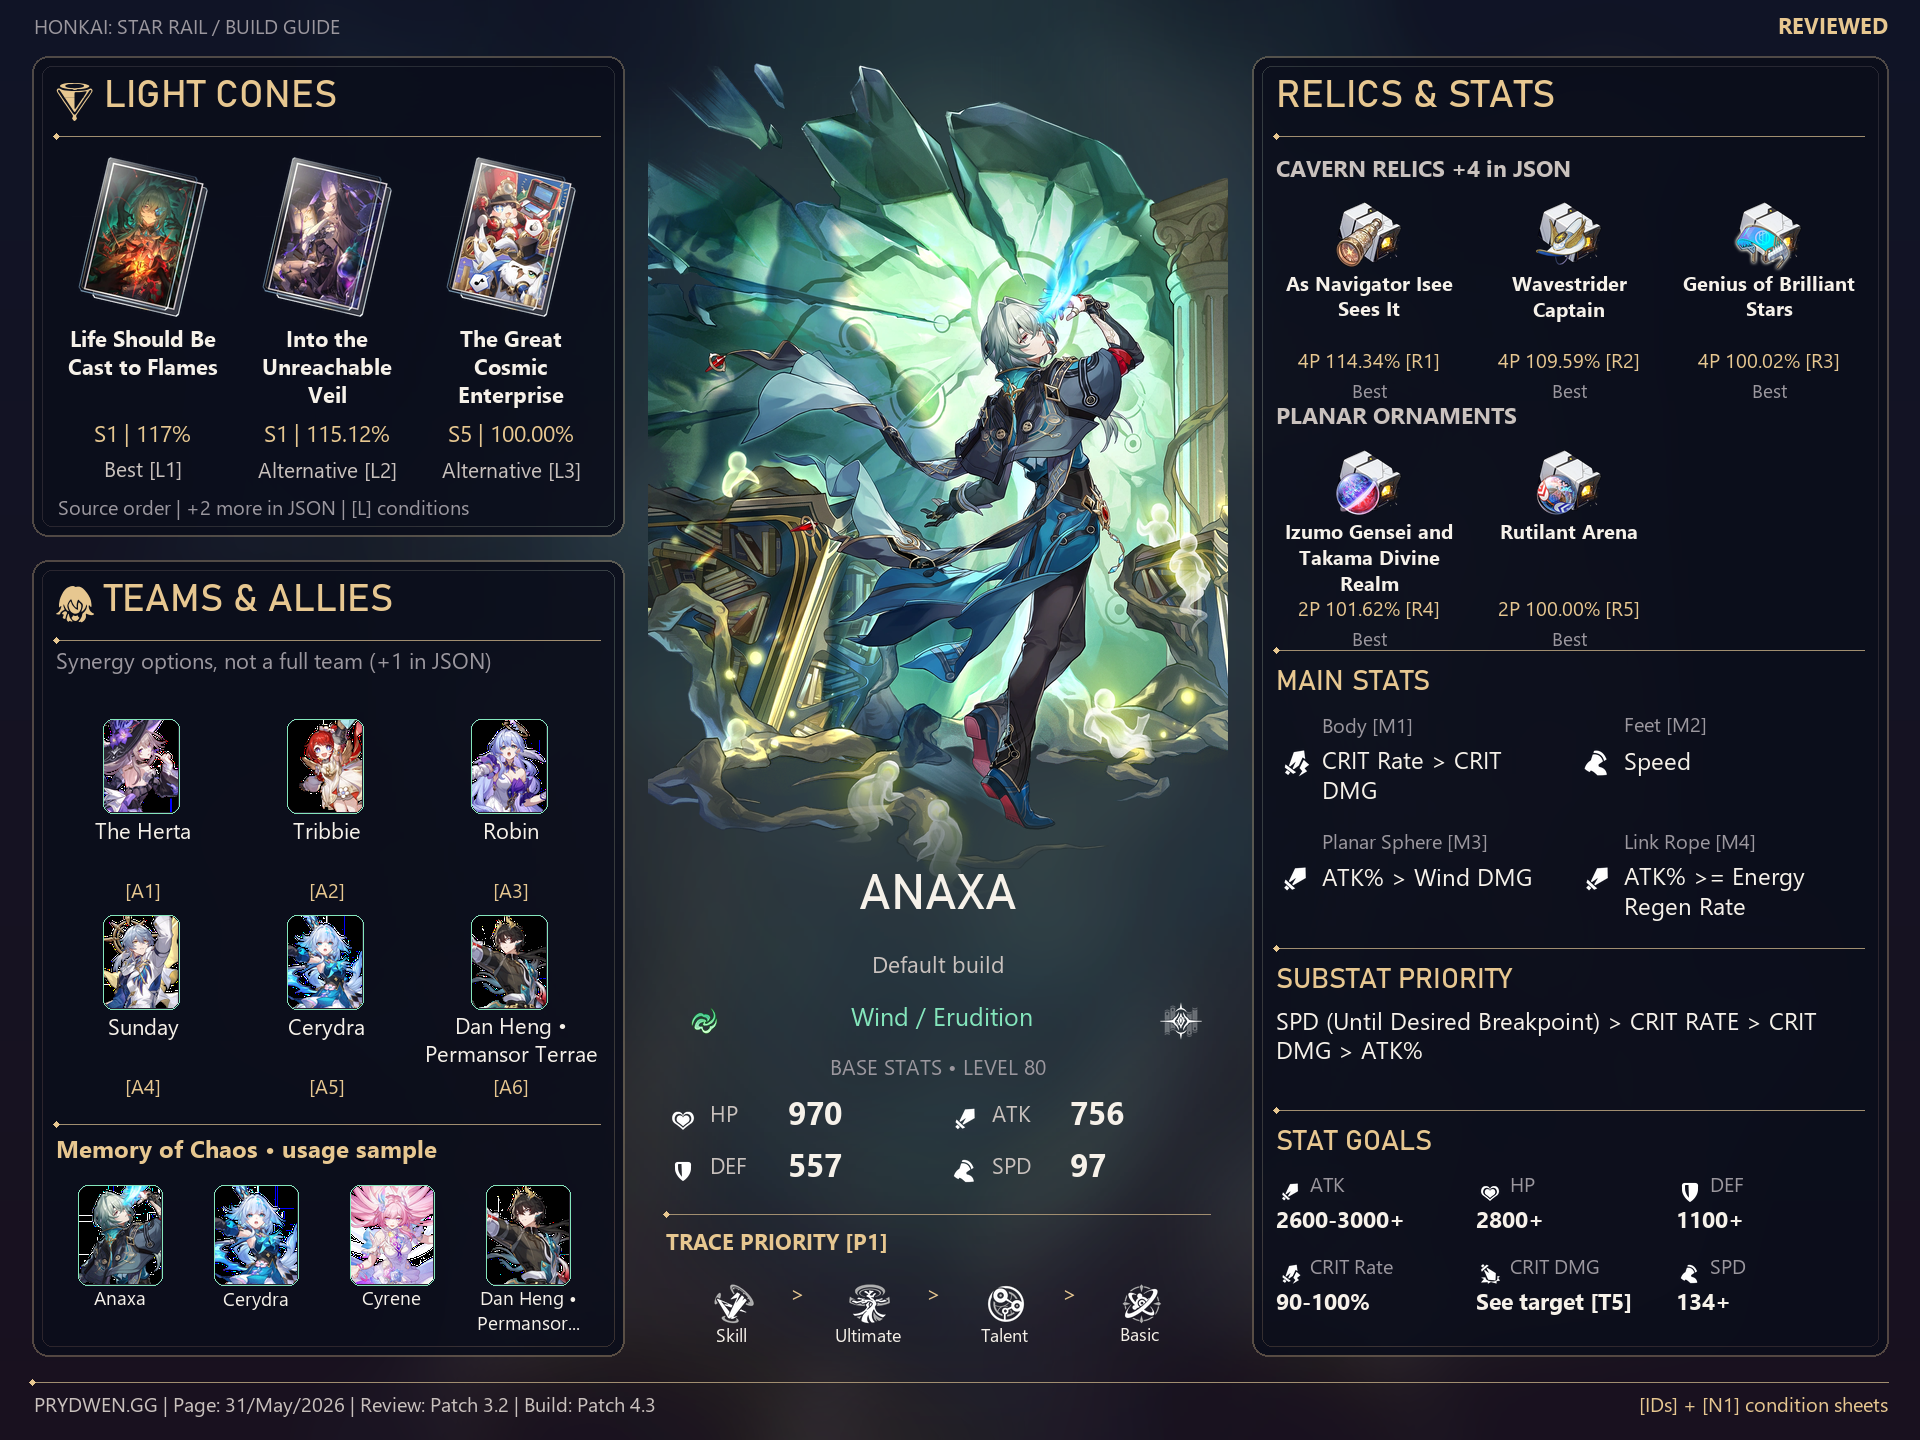 HONKAI: STAR RAIL / BUILD GUIDE
REVIEWED
LIGHT CONES
Life Should Be
Cast to Flames
S1 | 117%
Best [L1]
Into the
Unreachable
Veil
S1 | 115.12%
Alternative [L2]
The Great
Cosmic
Enterprise
S5 | 100.00%
Alternative [L3]
Source order | +2 more in JSON | [L] conditions
TEAMS & ALLIES
Synergy options, not a full team (+1 in JSON)
The Herta
[A1]
Tribbie
[A2]
Robin
[A3]
Sunday
[A4]
Cerydra
[A5]
Dan Heng •
Permansor Terrae
[A6]
Memory of Chaos • usage sample
Anaxa
Cerydra
Cyrene
Dan Heng •
Permansor...
ANAXA
Default build
Wind / Erudition
BASE STATS • LEVEL 80
HP 970
ATK 756
DEF 557
SPD 97
TRACE PRIORITY [P1]
Skill > Ultimate > Talent > Basic
RELICS & STATS
CAVERN RELICS +4 in JSON
As Navigator Isee
Sees It
4P 114.34% [R1]
Best
Wavestrider
Captain
4P 109.59% [R2]
Best
Genius of Brilliant
Stars
4P 100.02% [R3]
Best
PLANAR ORNAMENTS
Izumo Gensei and
Takama Divine
Realm
2P 101.62% [R4]
Best
Rutilant Arena
2P 100.00% [R5]
Best
MAIN STATS
Body [M1]
CRIT Rate > CRIT
DMG
Feet [M2]
Speed
Planar Sphere [M3]
ATK% > Wind DMG
Link Rope [M4]
ATK% >= Energy
Regen Rate
SUBSTAT PRIORITY
SPD (Until Desired Breakpoint) > CRIT RATE > CRIT
DMG > ATK%
STAT GOALS
ATK
2600-3000+
HP
2800+
DEF
1100+
CRIT Rate
90-100%
CRIT DMG
See target [T5]
SPD
134+
PRYDWEN.GG | Page: 31/May/2026 | Review: Patch 3.2 | Build: Patch 4.3
[IDs] + [N1] condition sheets